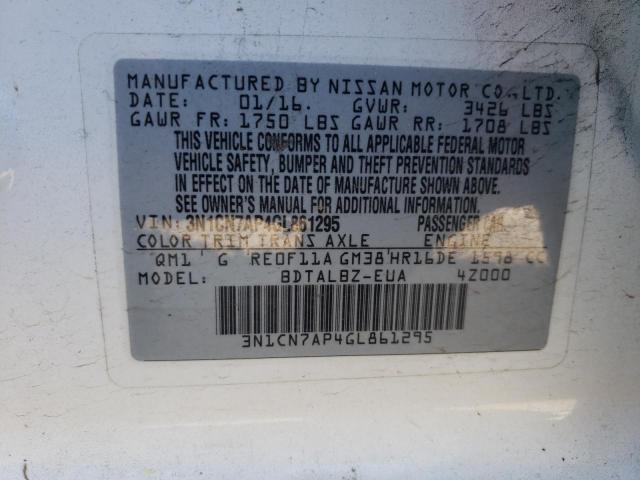 MANUFACTURED BY NISSAN MOTOR CO.,LTD.
DATE: 01/16. GVWR: 3426 LBS
GAWR FR: 1750 LBS GAWR RR: 1708 LBS
THIS VEHICLE CONFORMS TO ALL APPLICABLE FEDERAL MOTOR
VEHICLE SAFETY, BUMPER AND THEFT PREVENTION STANDARDS
IN EFFECT ON THE DATE OF MANUFACTURE SHOWN ABOVE.
SEE OWNER'S MANUAL FOR ADDITIONAL INFORMATION.
VIN: 3N1CN7AP4GL861295 PASSENGER CAR
COLOR TRIM TRANS AXLE ENGINE
'QM1 ' G RE0F11A GM38'HR16DE 1598 CC
MODEL: BDTALBZ-EUA 4Z000
3N1CN7AP4GL861295